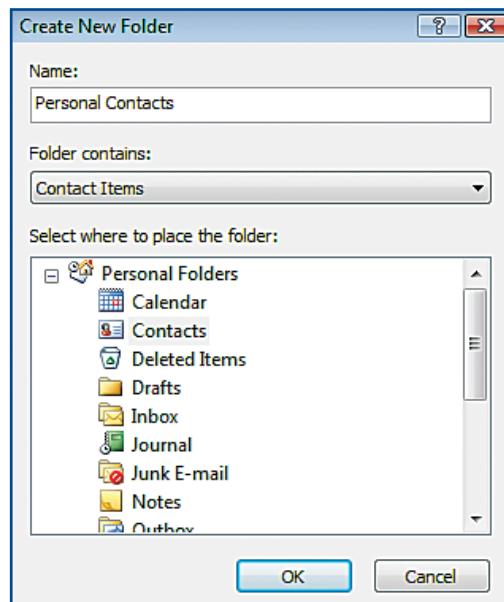 Create New Folder
Name:
Personal Contacts
Folder contains:
Contact Items
Select where to place the folder:
Personal Folders
Calendar
Contacts
Deleted Items
Drafts
Inbox
Journal
Junk E-mail
Notes
Outbox
OK
Cancel